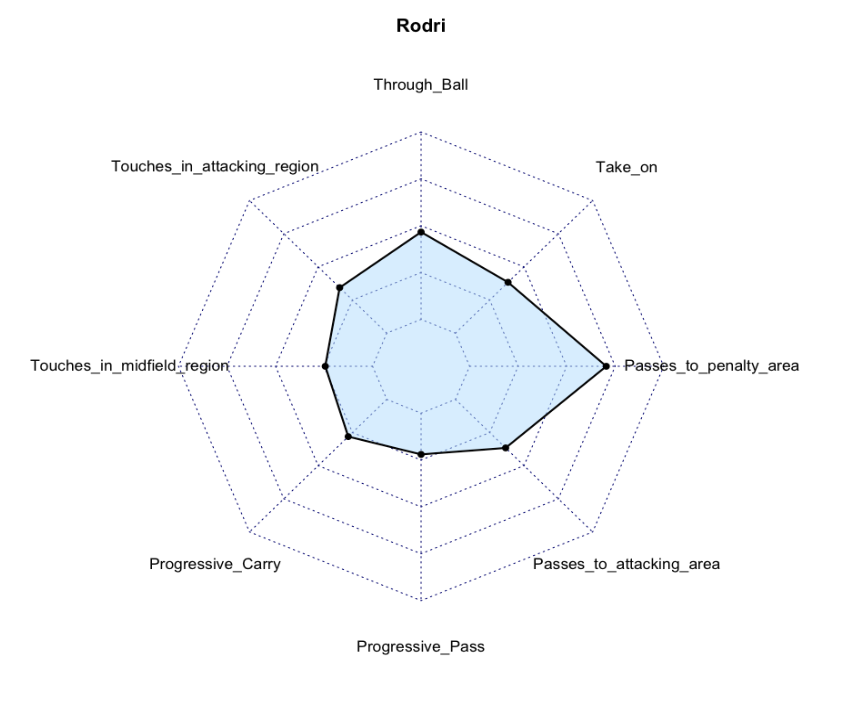 Rodri
Through_Ball
Touches_in_attacking_region
Take_on
Touches_in_midfield_region
Passes_to_penalty_area
Progressive_Carry
Passes_to_attacking_area
Progressive_Pass